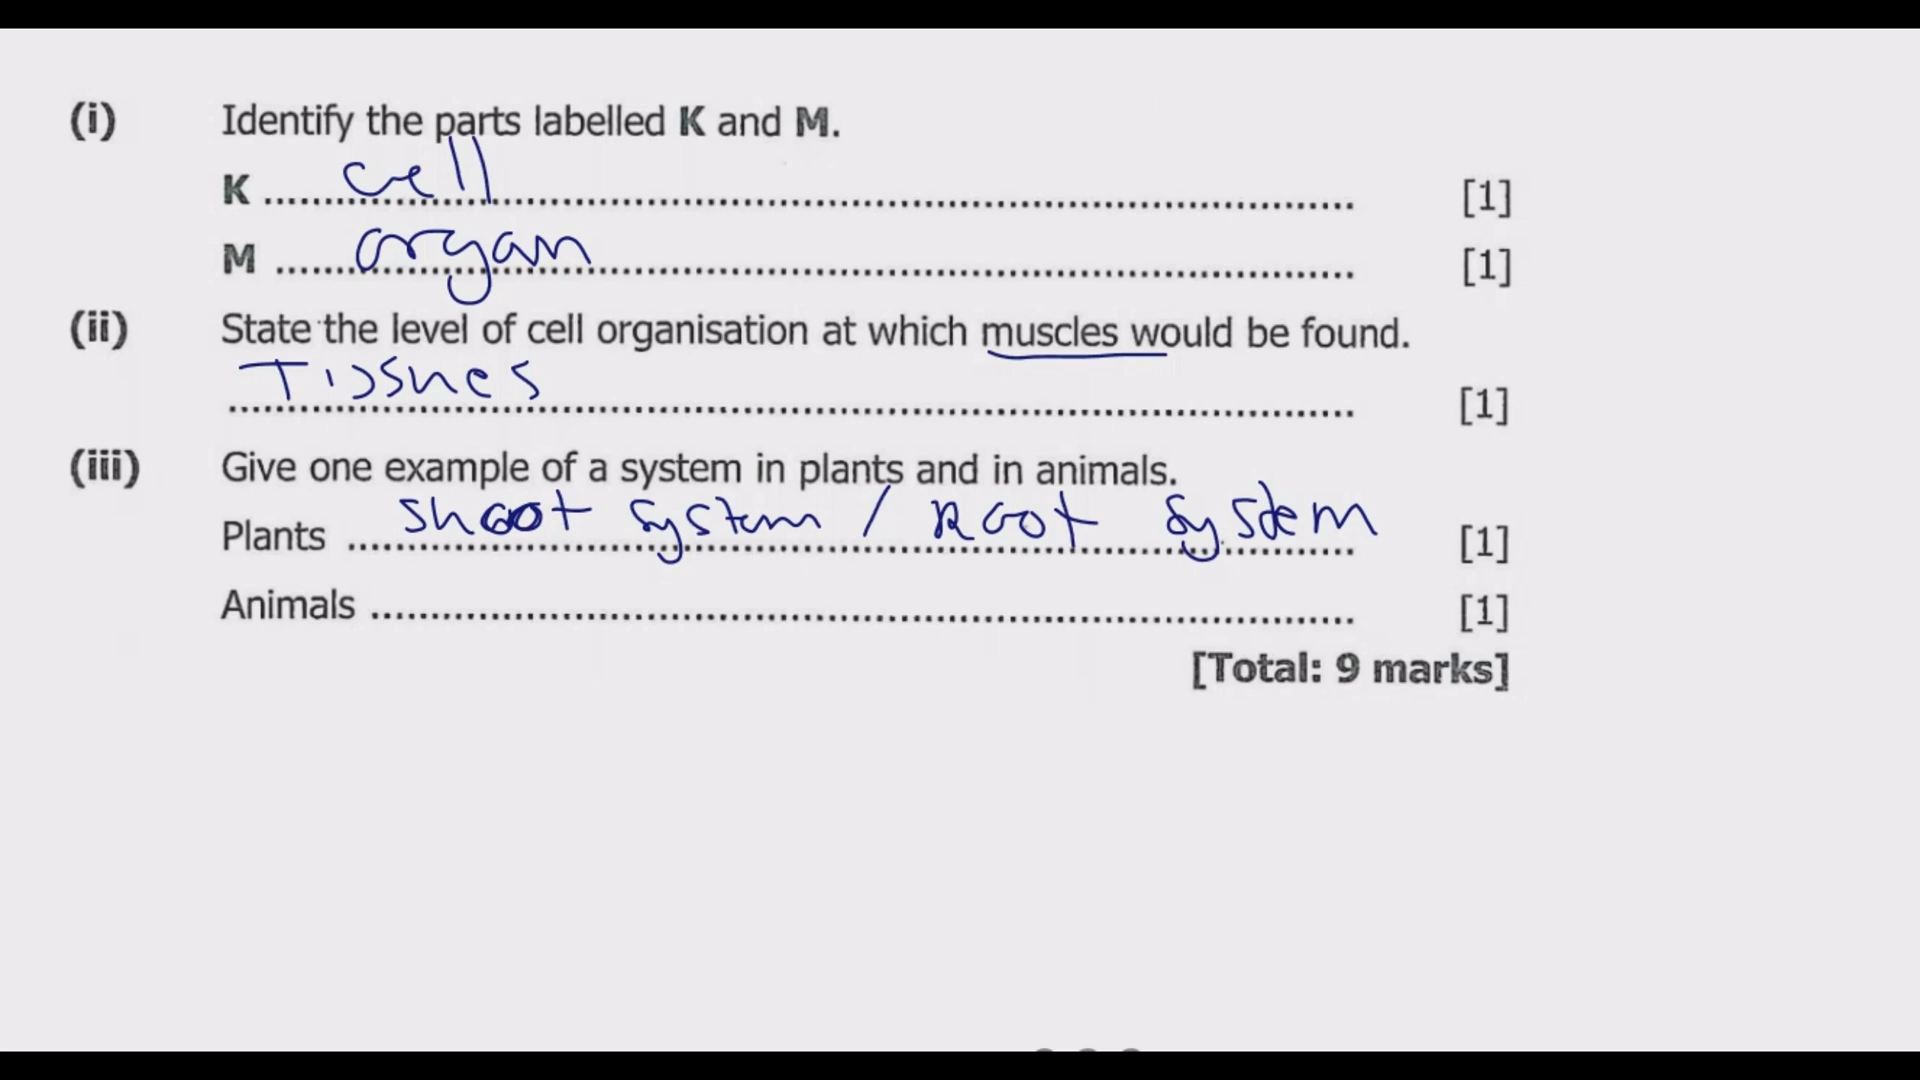 (i) Identify the parts labelled K and M.
K cell [1]
M organ [1]
(ii) State the level of cell organisation at which muscles would be found.
Tissues [1]
(iii) Give one example of a system in plants and in animals.
Plants shoot system / Root system [1]
Animals [1]
[Total: 9 marks]